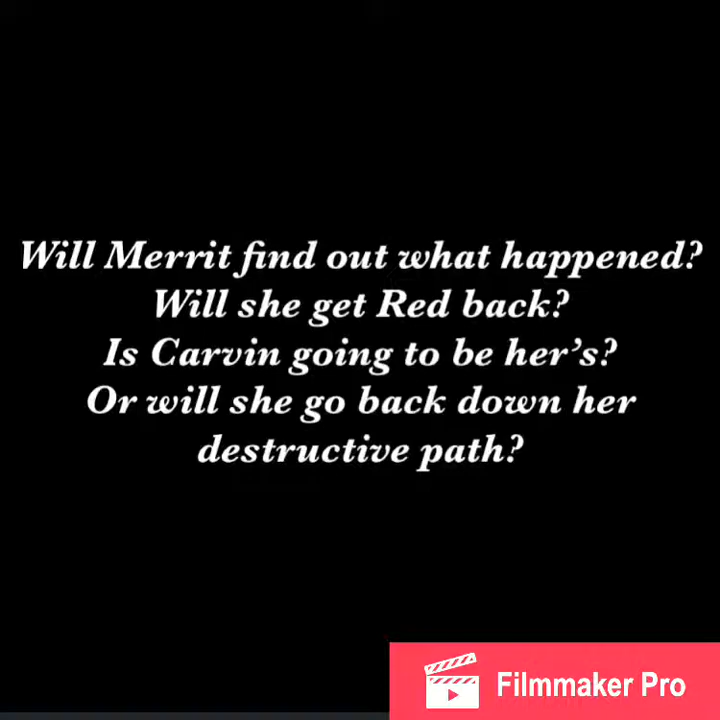 Will Merrit find out what happened?
Will she get Red back?
Is Carvin going to be her’s?
Or will she go back down her
destructive path?
Filmmaker Pro